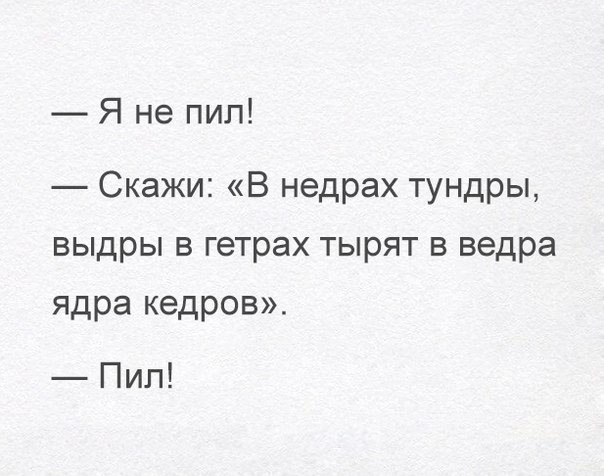 — Я не пил!
— Скажи: «В недрах тундры,
выдры в гетрах тырят в ведра
ядра кедров».
— Пил!